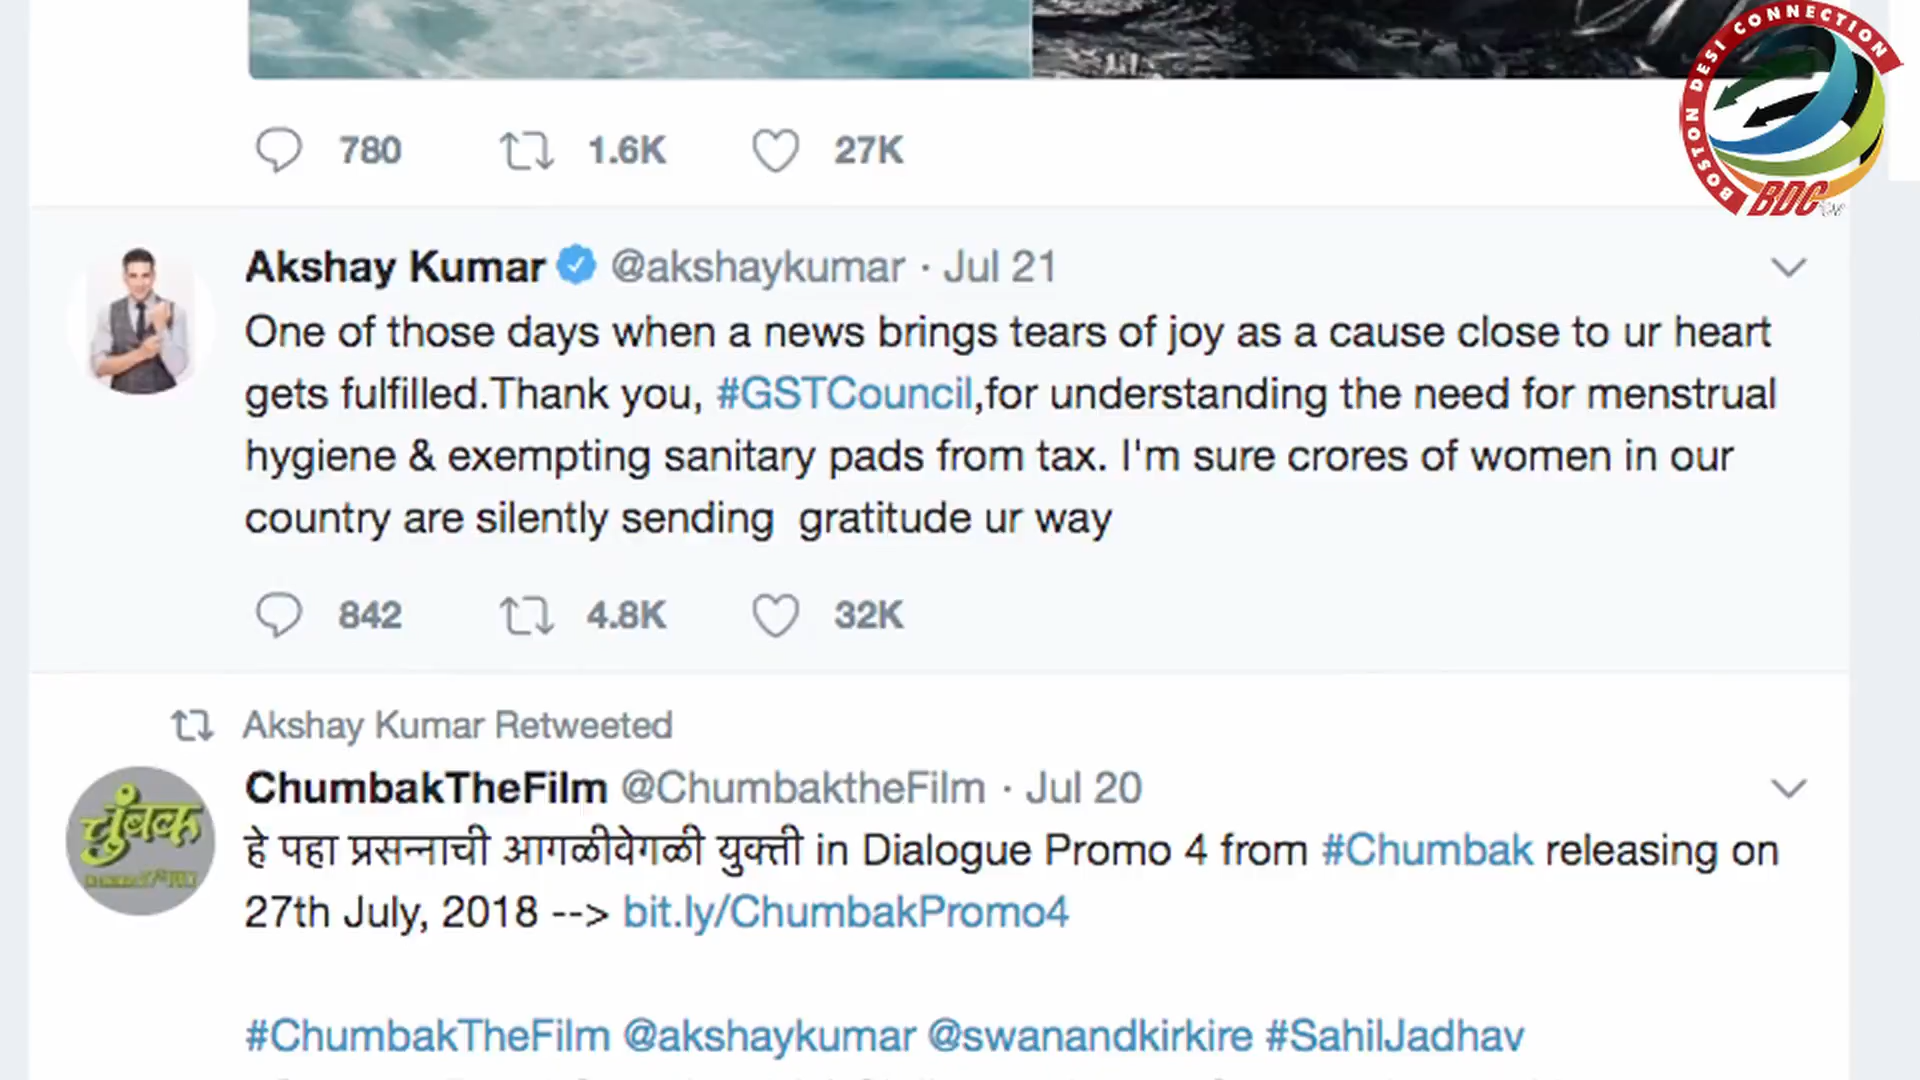 BOSTON DESI CONNECTION
BDC
780 1.6K 27K
Akshay Kumar @akshaykumar · Jul 21
One of those days when a news brings tears of joy as a cause close to ur heart
gets fulfilled.Thank you, #GSTCouncil,for understanding the need for menstrual
hygiene & exempting sanitary pads from tax. I'm sure crores of women in our
country are silently sending gratitude ur way
842 4.8K 32K
Akshay Kumar Retweeted
चुंबक
ChumbakTheFilm @ChumbaktheFilm · Jul 20
हे पहा प्रसन्नाची आगळीवेगळी युक्ती in Dialogue Promo 4 from #Chumbak releasing on
27th July, 2018 --> bit.ly/ChumbakPromo4
#ChumbakTheFilm @akshaykumar @swanandkirkire #SahilJadhav